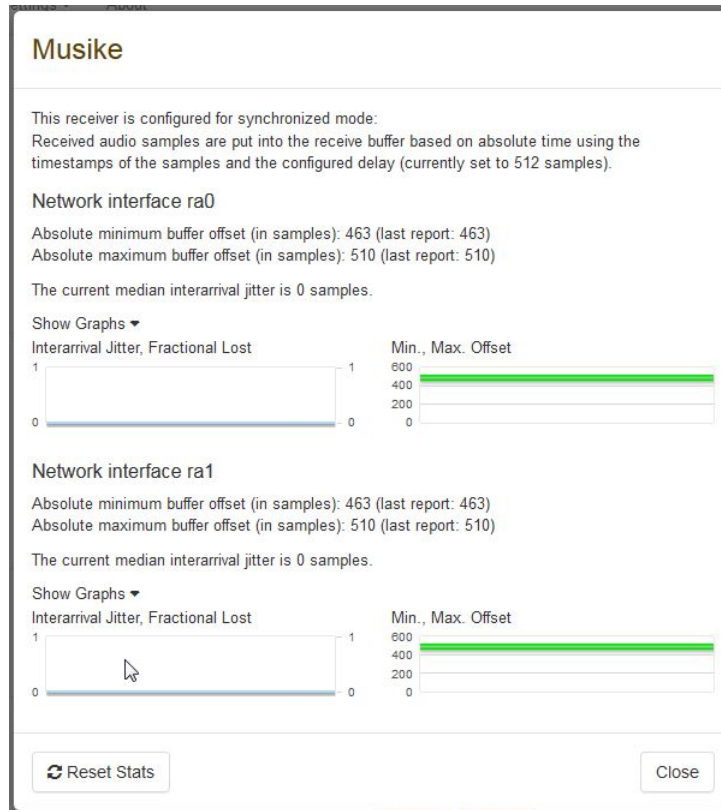 About
Musike
This receiver is configured for synchronized mode:
Received audio samples are put into the receive buffer based on absolute time using the
timestamps of the samples and the configured delay (currently set to 512 samples).
Network interface ra0
Absolute minimum buffer offset (in samples): 463 (last report: 463)
Absolute maximum buffer offset (in samples): 510 (last report: 510)
The current median interarrival jitter is 0 samples.
Show Graphs
Interarrival Jitter, Fractional Lost Min., Max. Offset
1 1 600
400
200
0 0 0
Network interface ra1
Absolute minimum buffer offset (in samples): 463 (last report: 463)
Absolute maximum buffer offset (in samples): 510 (last report: 510)
The current median interarrival jitter is 0 samples.
Show Graphs
Interarrival Jitter, Fractional Lost Min., Max. Offset
1 1 600
400
200
0 0 0
Reset Stats Close